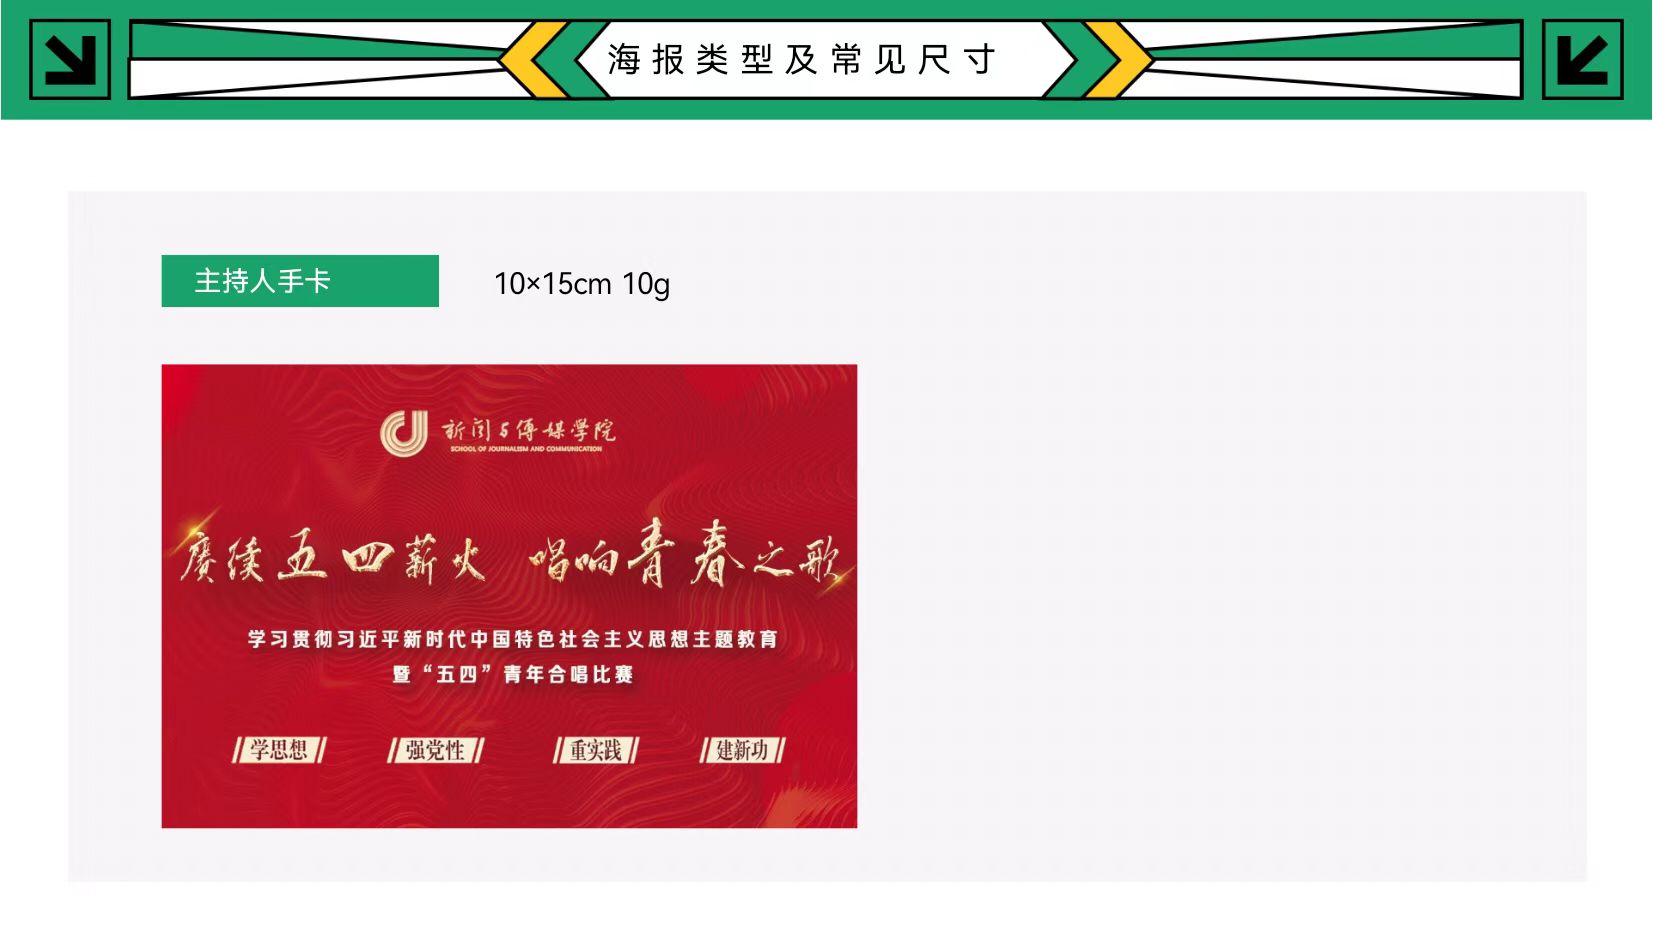 海报类型及常见尺寸
主持人手卡
10×15cm 10g
新闻与传媒学院
SCHOOL OF JOURNALISM AND COMMUNICATION
赓续五四薪火 唱响青春之歌
学习贯彻习近平新时代中国特色社会主义思想主题教育
暨“五四”青年合唱比赛
学思想
强党性
重实践
建新功